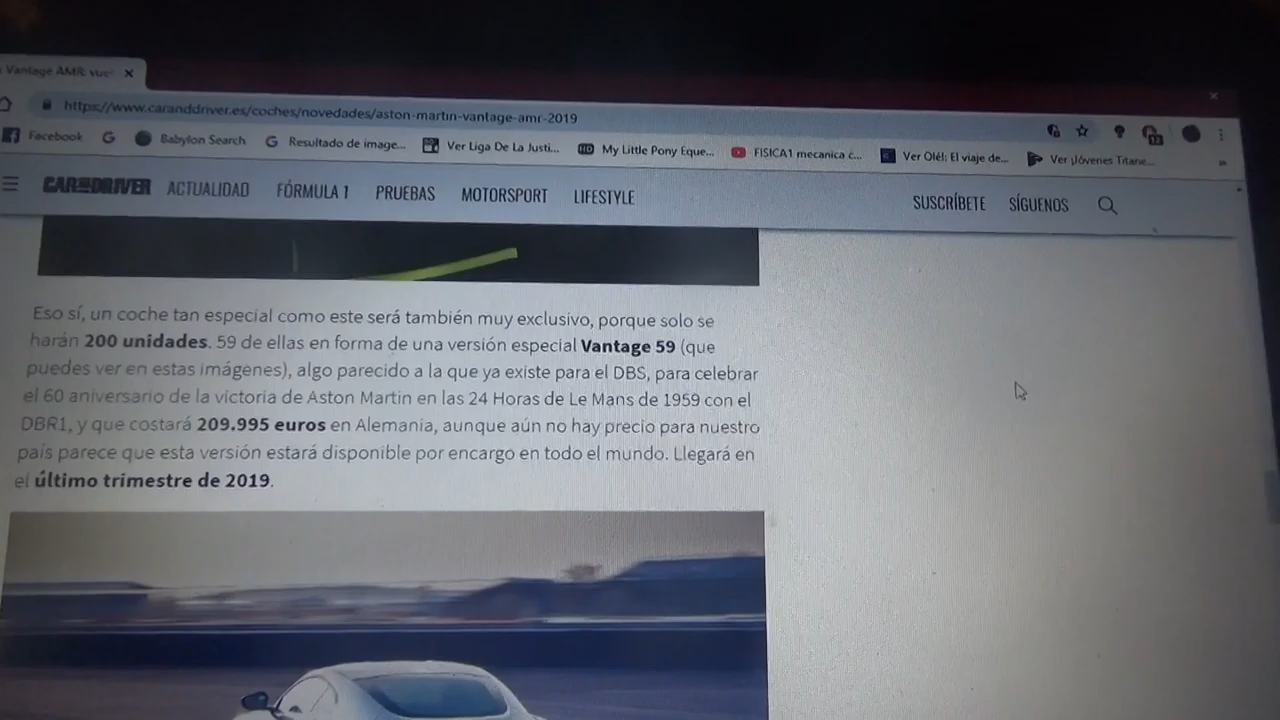 Vantage AMR: vue
https://www.caranddriver.es/coches/novedades/aston-martin-vantage-amr-2019
Facebook
Babylon Search
Resultado de image...
Ver Liga De La Justi...
My Little Pony Eque...
FISICA1 mecanica c...
Ver Olé!: El viaje de...
Ver ¡Jóvenes Titane...
CAR AND DRIVER ACTUALIDAD FÓRMULA 1 PRUEBAS MOTORSPORT LIFESTYLE SUSCRÍBETE SÍGUENOS
Eso sí, un coche tan especial como este será también muy exclusivo, porque solo se
harán 200 unidades. 59 de ellas en forma de una versión especial Vantage 59 (que
puedes ver en estas imágenes), algo parecido a la que ya existe para el DBS, para celebrar
el 60 aniversario de la victoria de Aston Martin en las 24 Horas de Le Mans de 1959 con el
DBR1, y que costará 209.995 euros en Alemania, aunque aún no hay precio para nuestro
país parece que esta versión estará disponible por encargo en todo el mundo. Llegará en
el último trimestre de 2019.